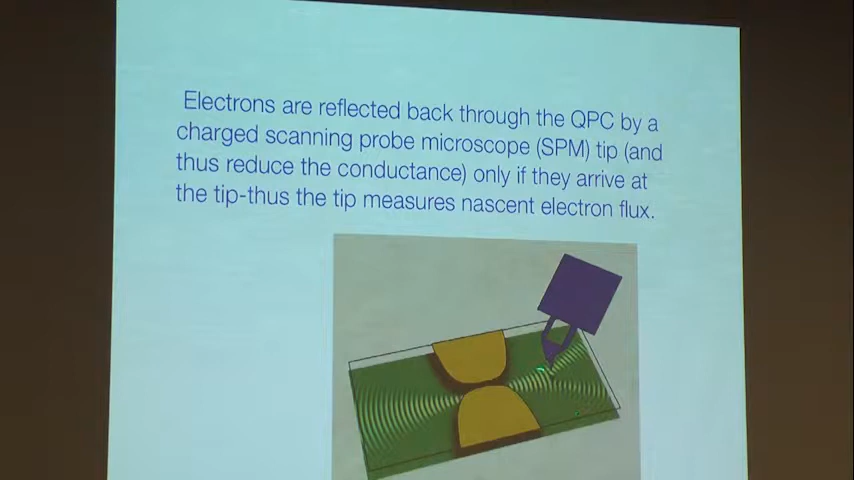 Electrons are reflected back through the QPC by a
charged scanning probe microscope (SPM) tip (and
thus reduce the conductance) only if they arrive at
the tip-thus the tip measures nascent electron flux.